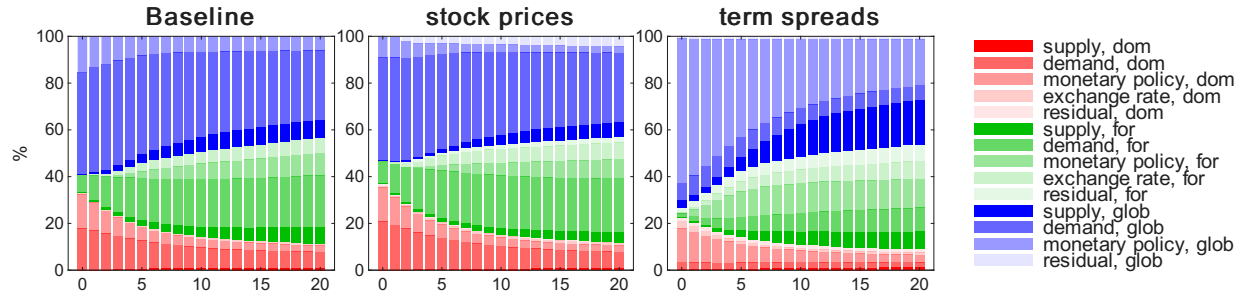 Baseline
stock prices
term spreads
%
100
80
60
40
20
0
0 5 10 15 20
100
80
60
40
20
0
0 5 10 15 20
100
80
60
40
20
0
0 5 10 15 20
supply, dom
demand, dom
monetary policy, dom
exchange rate, dom
residual, dom
supply, for
demand, for
monetary policy, for
exchange rate, for
residual, for
supply, glob
demand, glob
monetary policy, glob
residual, glob